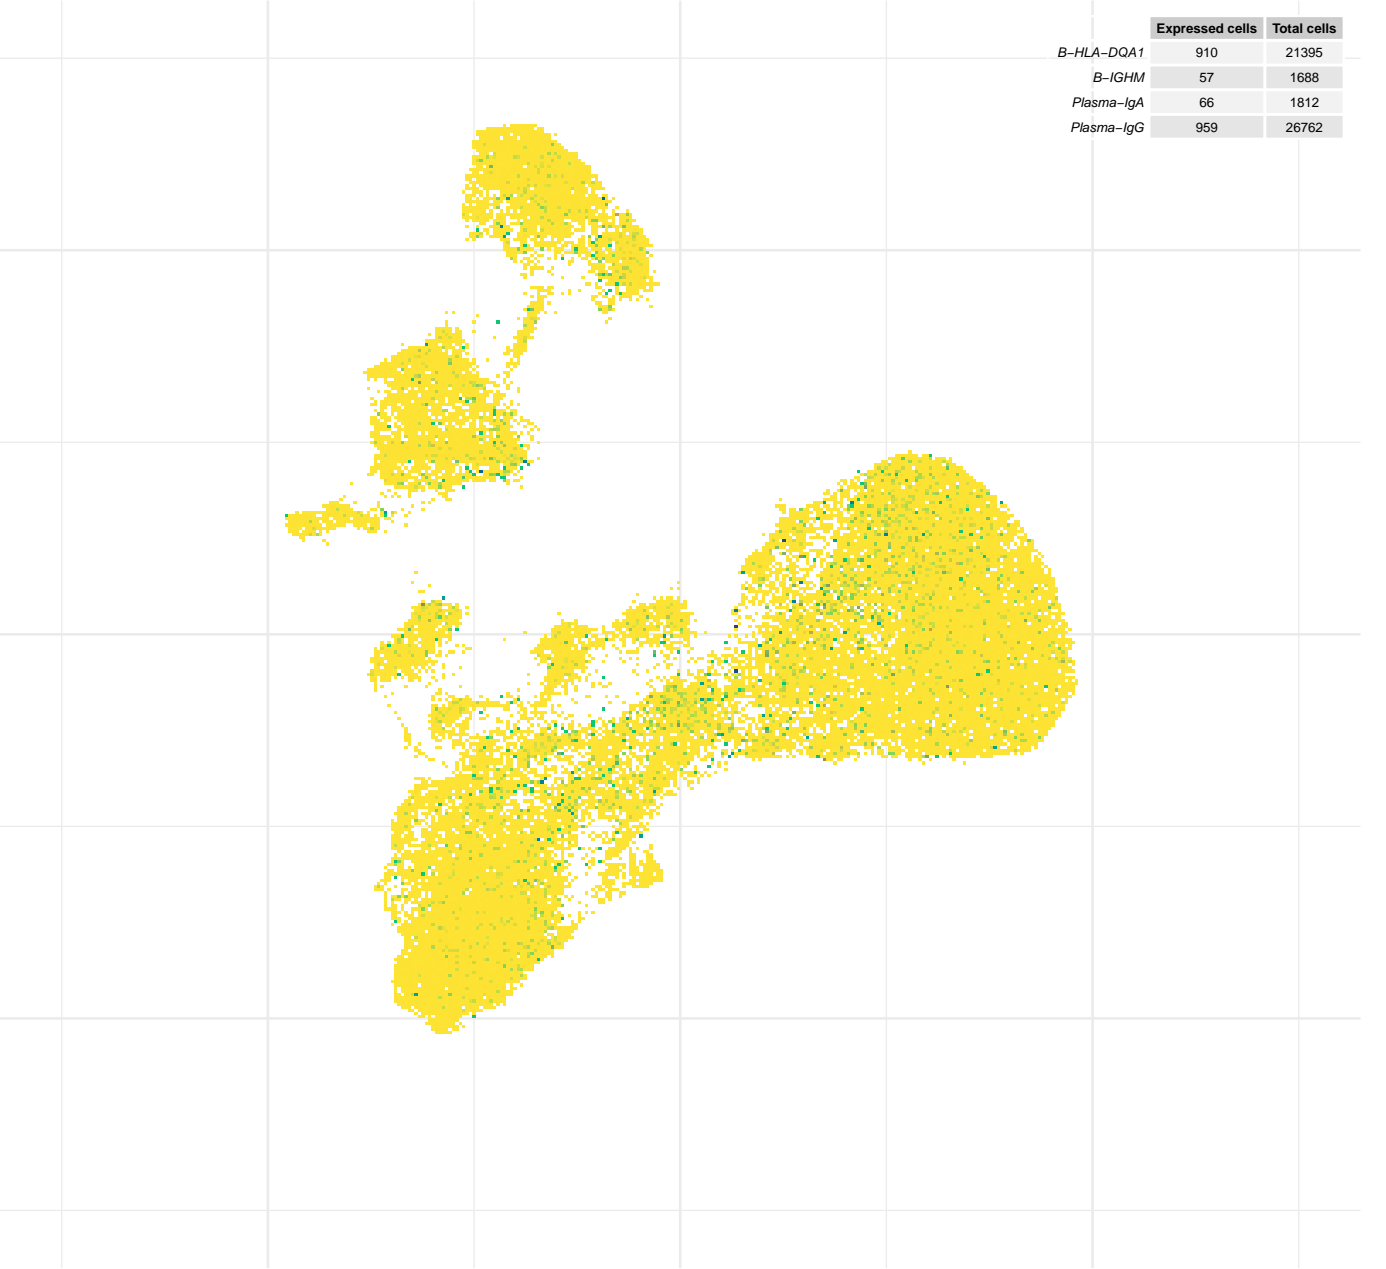 Expressed cells Total cells
B−HLA−DQA1 910 21395
B−IGHM 57 1688
Plasma−IgA 66 1812
Plasma−IgG 959 26762